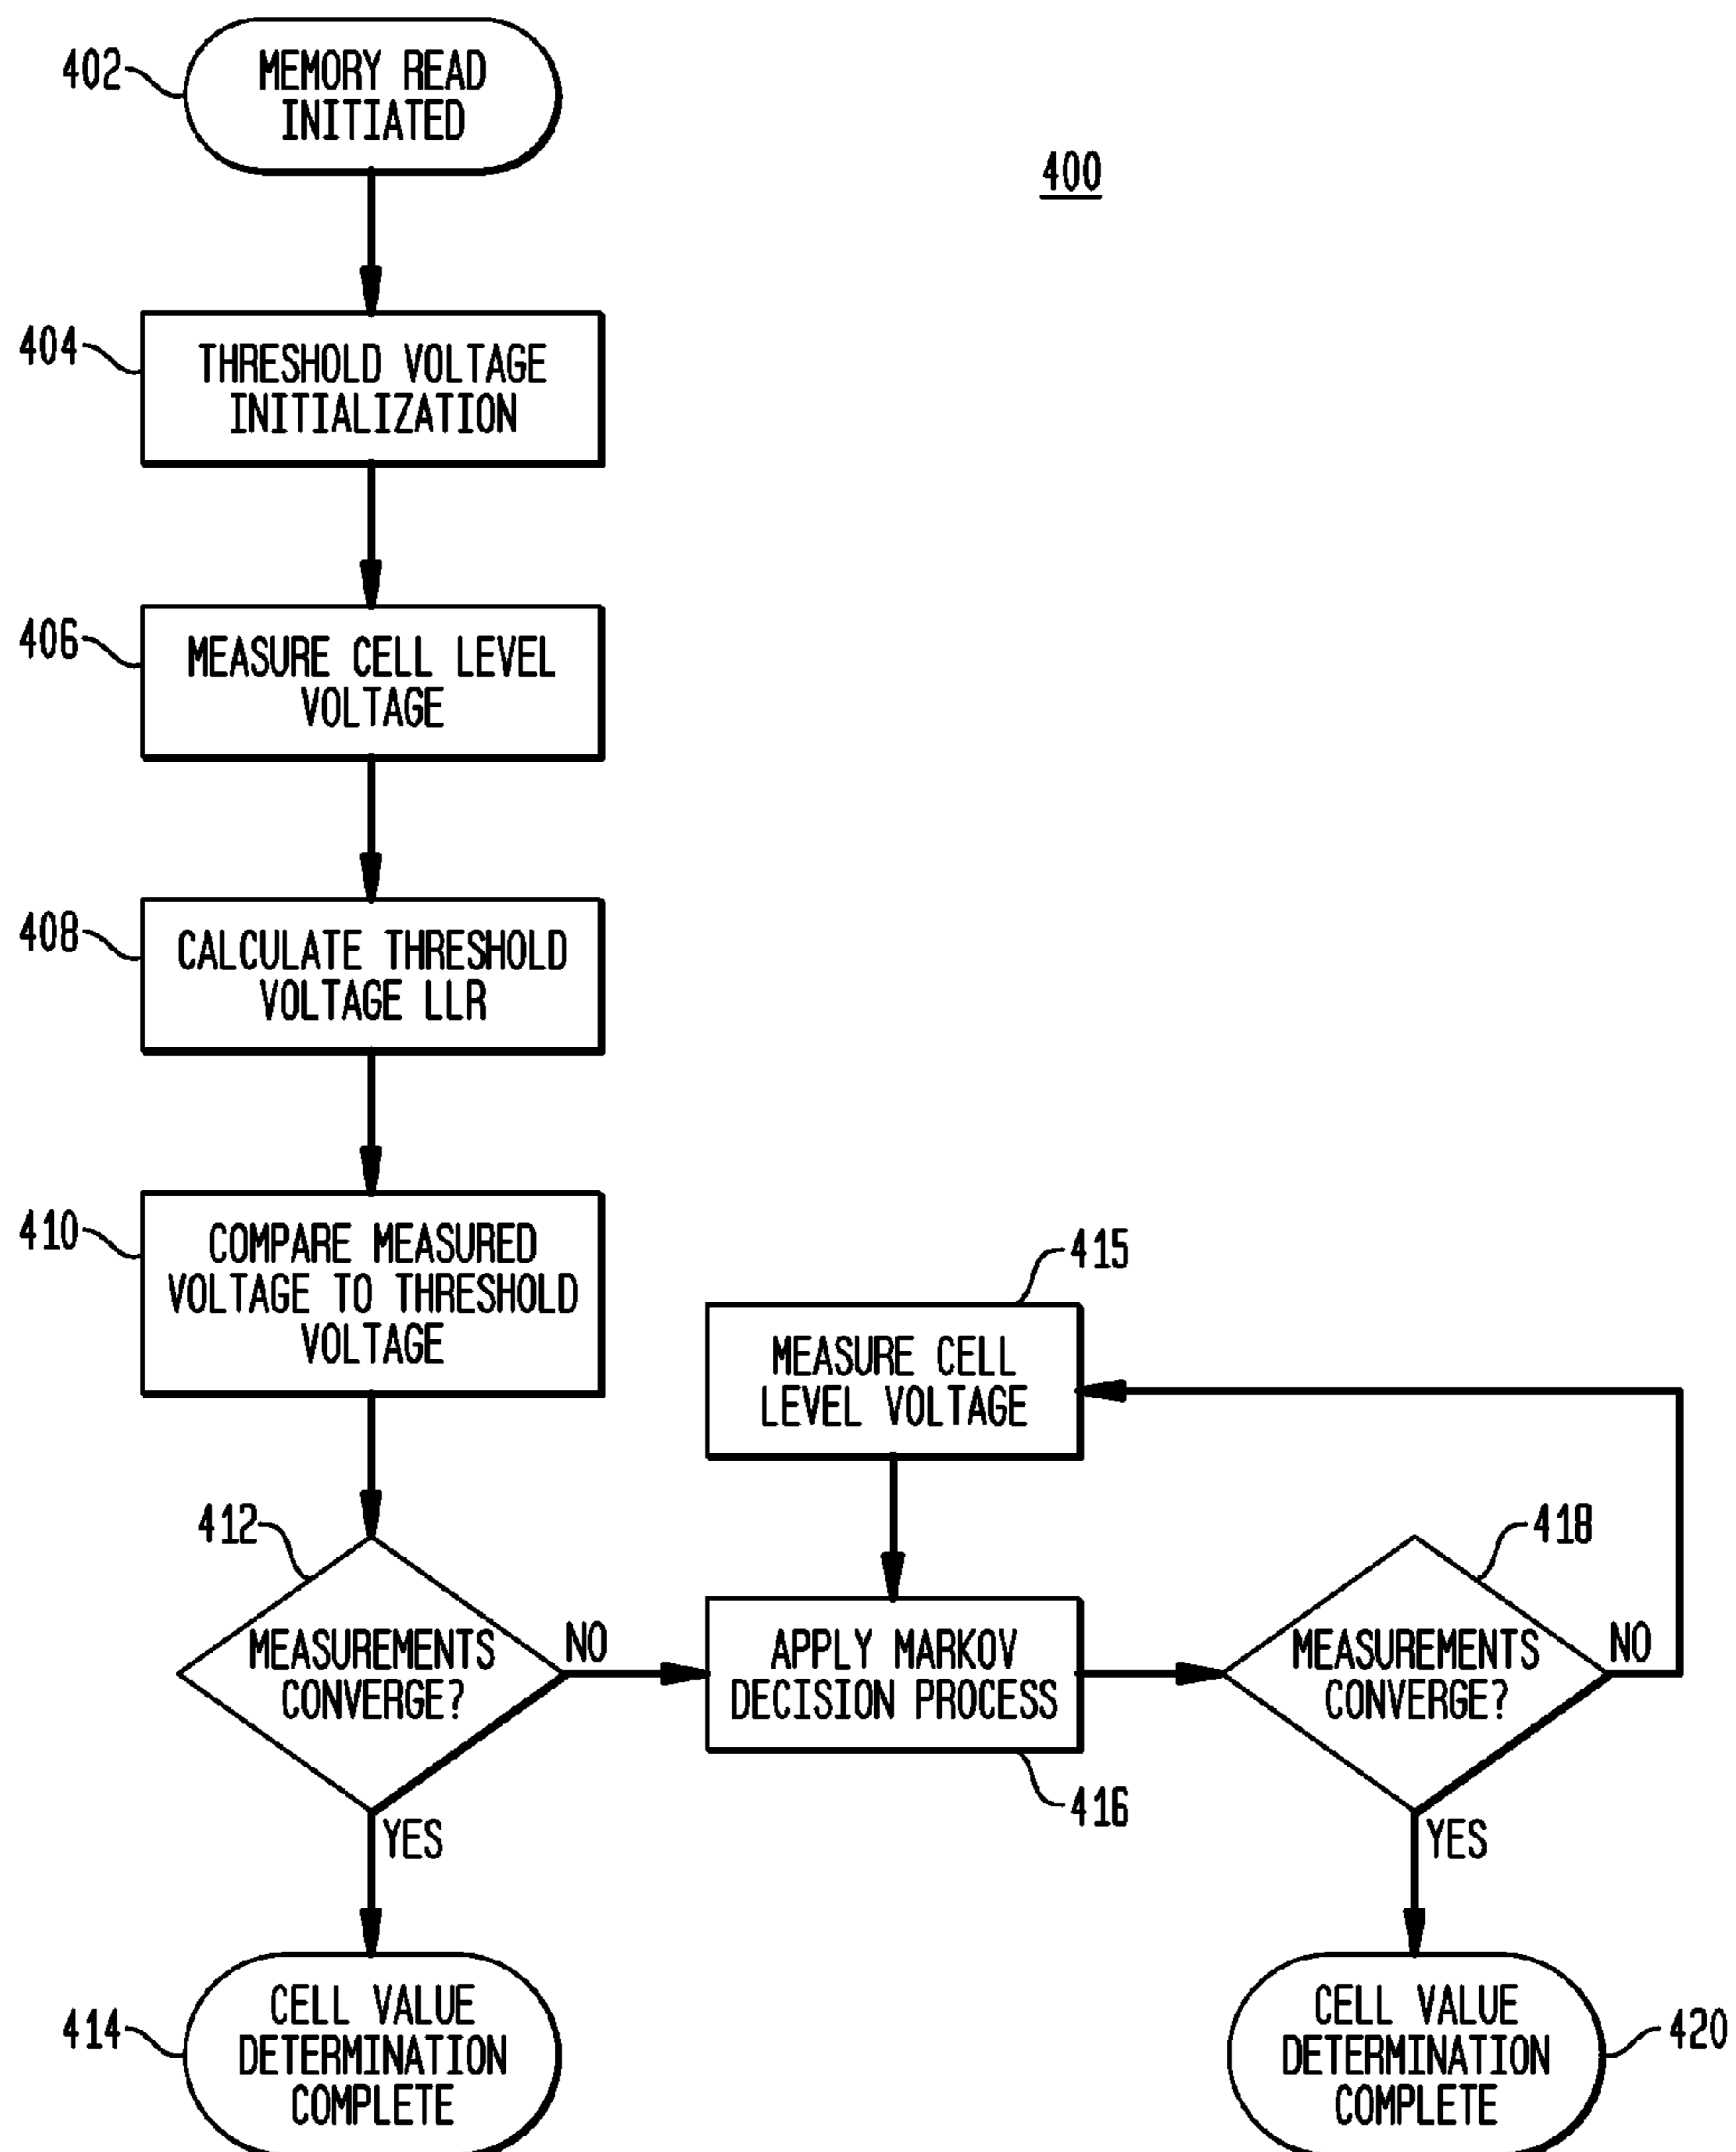 402
MEMORY READ
INITIATED
400
404
THRESHOLD VOLTAGE
INITIALIZATION
406
MEASURE CELL LEVEL
VOLTAGE
408
CALCULATE THRESHOLD
VOLTAGE LLR
410
COMPARE MEASURED
VOLTAGE TO THRESHOLD
VOLTAGE
415
MEASURE CELL
LEVEL VOLTAGE
412
MEASUREMENTS
CONVERGE?
NO
YES
APPLY MARKOV
DECISION PROCESS
416
418
MEASUREMENTS
CONVERGE?
NO
YES
414
CELL VALUE
DETERMINATION
COMPLETE
CELL VALUE
DETERMINATION
COMPLETE
420